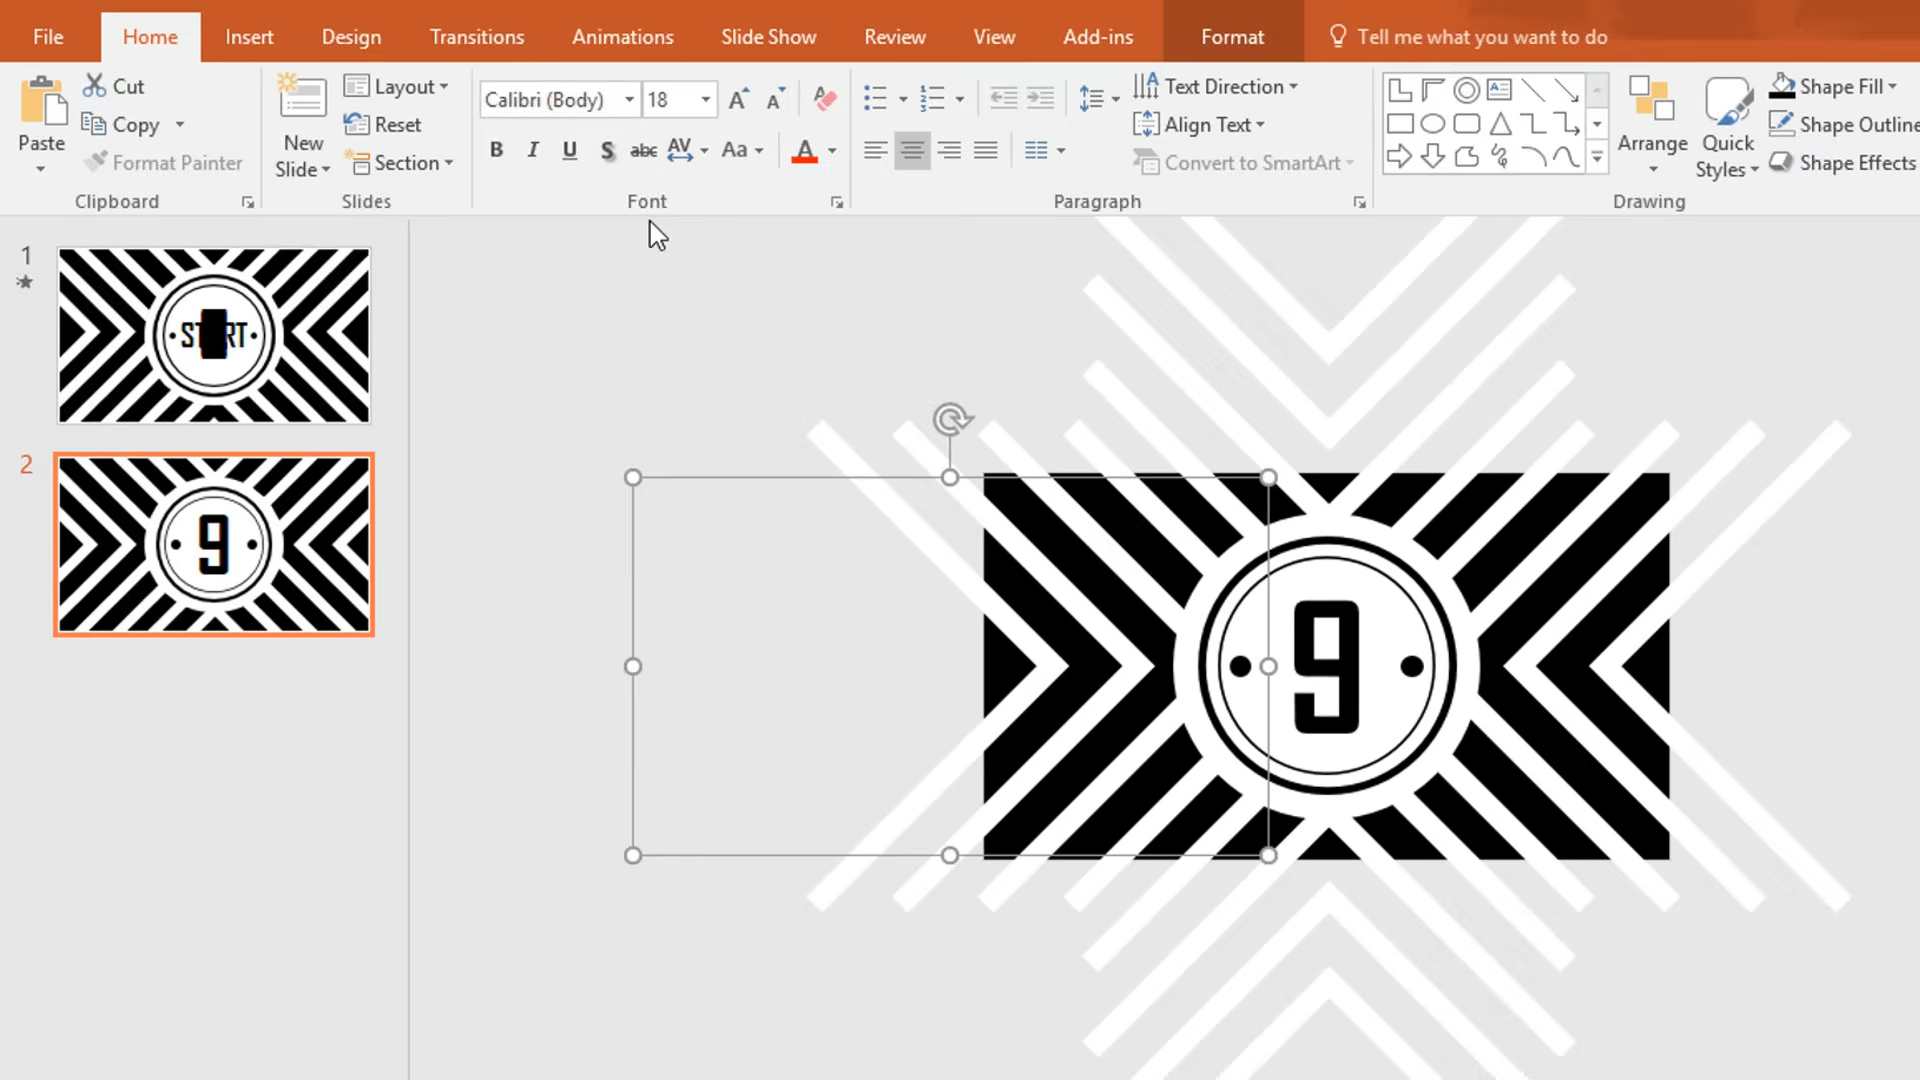 File Home Insert Design Transitions Animations Slide Show Review View Add-ins Format Tell me what you want to do
Paste Cut Copy Format Painter
Clipboard
New Slide Layout Reset Section
Slides
Calibri (Body) 18
B I U S abc AV Aa A
Font
Text Direction
Align Text
Convert to SmartArt
Paragraph
Arrange Quick Styles
Shape Fill
Shape Outline
Shape Effects
Drawing
1
2
9
9